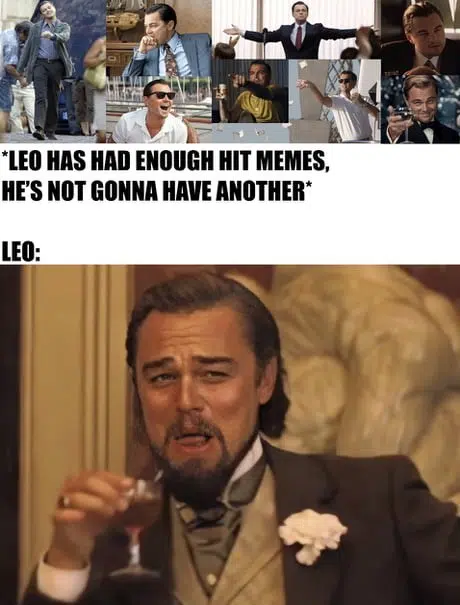 *LEO HAS HAD ENOUGH HIT MEMES,
HE'S NOT GONNA HAVE ANOTHER*
LEO: